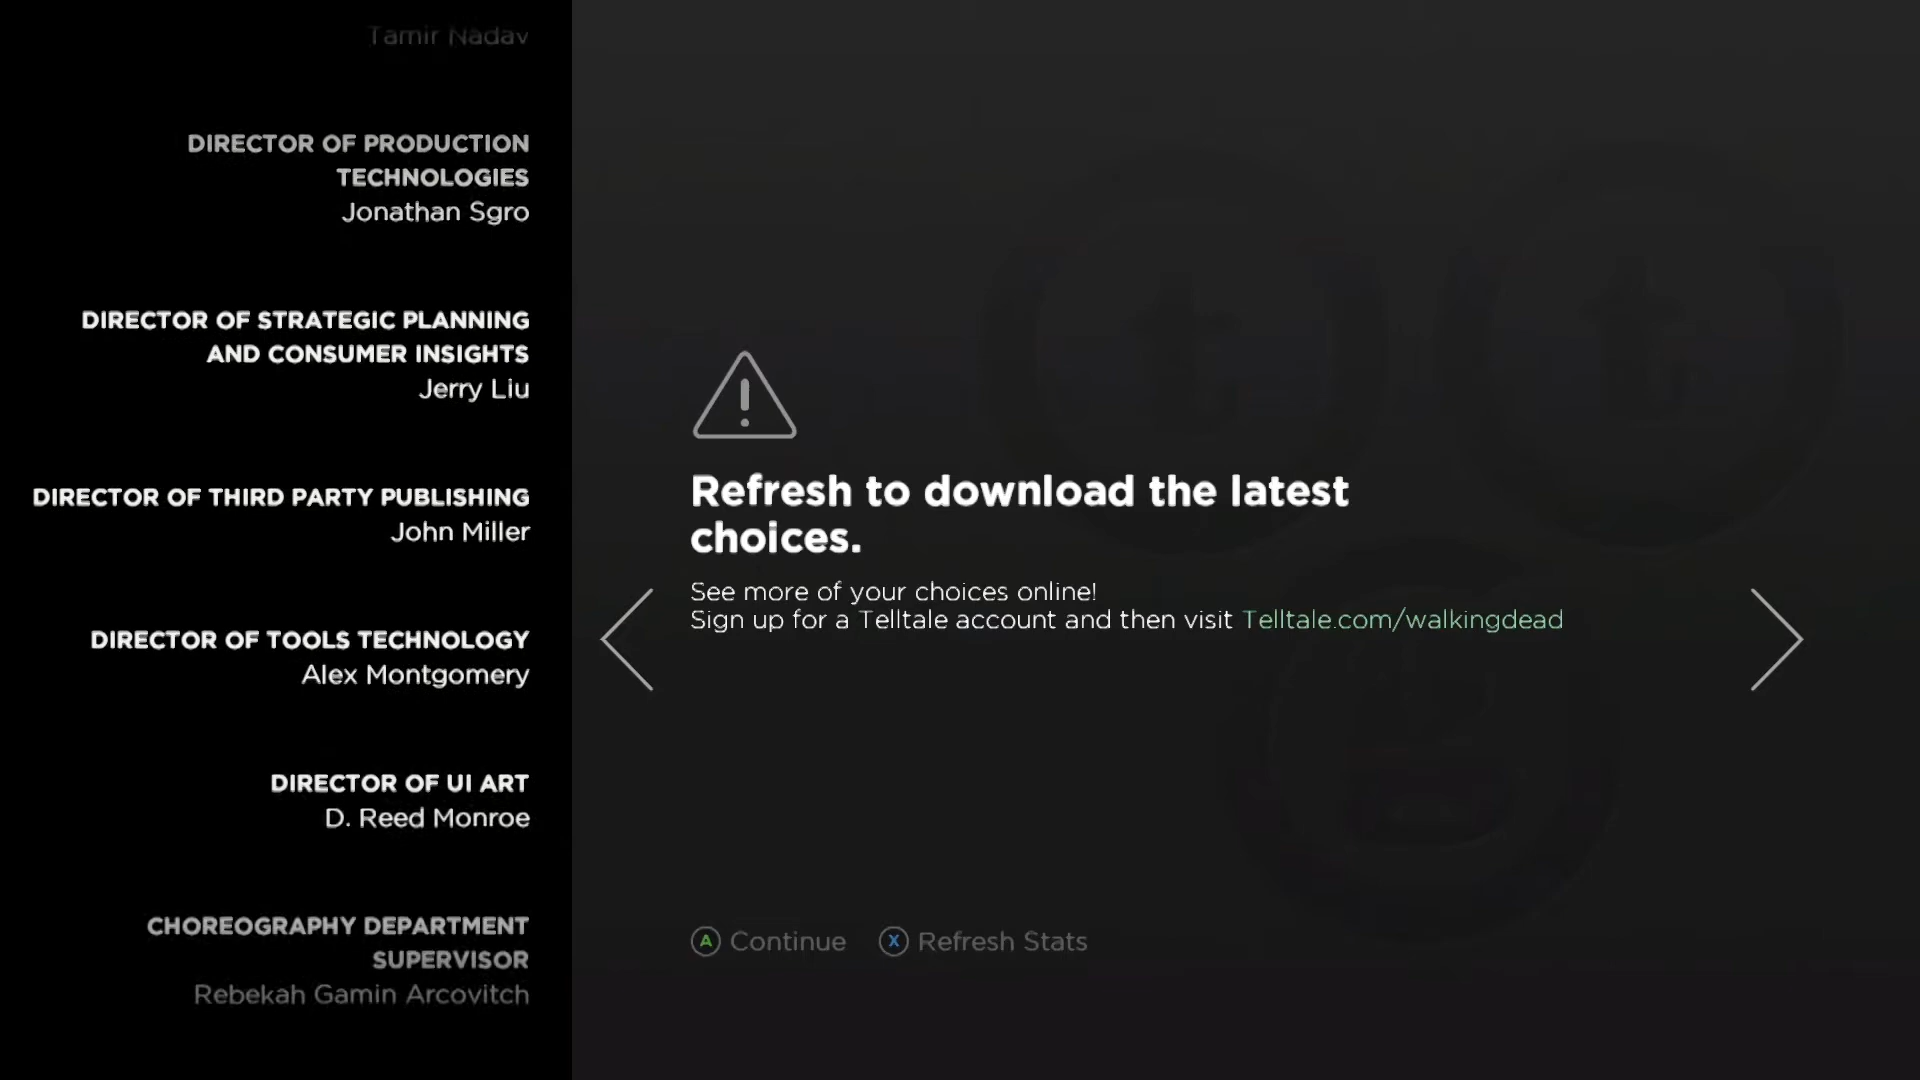 Tamir Nadav
DIRECTOR OF PRODUCTION
TECHNOLOGIES
Jonathan Sgro
DIRECTOR OF STRATEGIC PLANNING
AND CONSUMER INSIGHTS
Jerry Liu
DIRECTOR OF THIRD PARTY PUBLISHING
John Miller
DIRECTOR OF TOOLS TECHNOLOGY
Alex Montgomery
DIRECTOR OF UI ART
D. Reed Monroe
CHOREOGRAPHY DEPARTMENT
SUPERVISOR
Rebekah Gamin Arcovitch
Refresh to download the latest
choices.
See more of your choices online!
Sign up for a Telltale account and then visit Telltale.com/walkingdead
A Continue X Refresh Stats